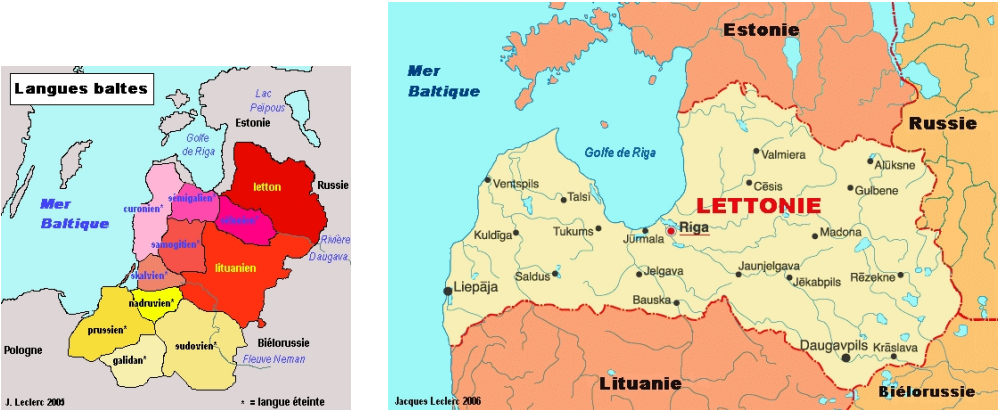 Langues baltes
Lac
Peïpous
Estonie
Golfe
de Riga
Mer
Baltique
letton
Russie
sémigalien*
curonien*
samogitien*
Rivière
Daugava
lituanien
skalvien*
nadruvien*
prussien*
galidan*
sudovien*
Biélorussie
Fleuve Neman
Pologne
J. Leclerc 2005
* = langue éteinte
Estonie
Mer
Baltique
Russie
Golfe de Riga
Valmiera
Alūksne
Ventspils
Cēsis
Gulbene
Talsi
LETTONIE
Kuldīga
Tukums
Jūrmala
Riga
Madona
Saldus
Jelgava
Jaunjelgava
Jēkabpils
Rēzekne
Liepāja
Bauska
Daugavpils
Krāslava
Lituanie
Biélorussie
Jacques Leclerc 2006